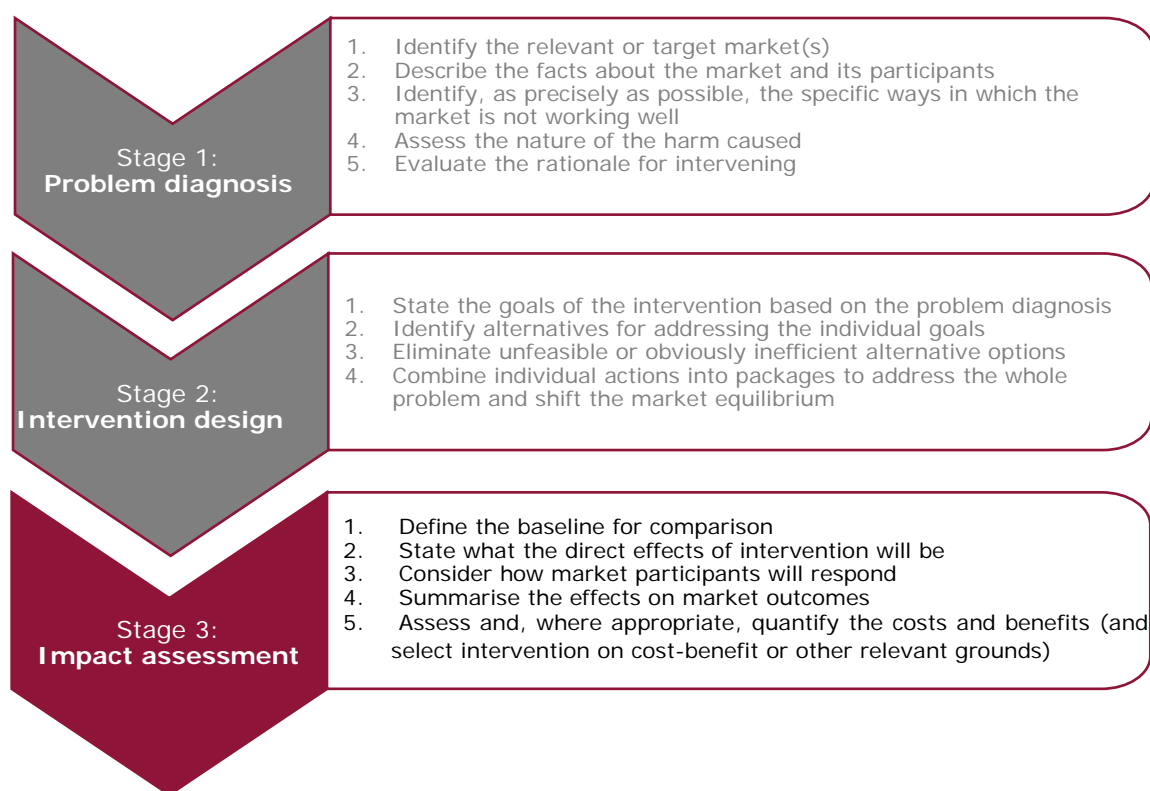 Stage 1:
Problem diagnosis
1. Identify the relevant or target market(s)
2. Describe the facts about the market and its participants
3. Identify, as precisely as possible, the specific ways in which the
market is not working well
4. Assess the nature of the harm caused
5. Evaluate the rationale for intervening
Stage 2:
Intervention design
1. State the goals of the intervention based on the problem diagnosis
2. Identify alternatives for addressing the individual goals
3. Eliminate unfeasible or obviously inefficient alternative options
4. Combine individual actions into packages to address the whole
problem and shift the market equilibrium
Stage 3:
Impact assessment
1. Define the baseline for comparison
2. State what the direct effects of intervention will be
3. Consider how market participants will respond
4. Summarise the effects on market outcomes
5. Assess and, where appropriate, quantify the costs and benefits (and
select intervention on cost-benefit or other relevant grounds)